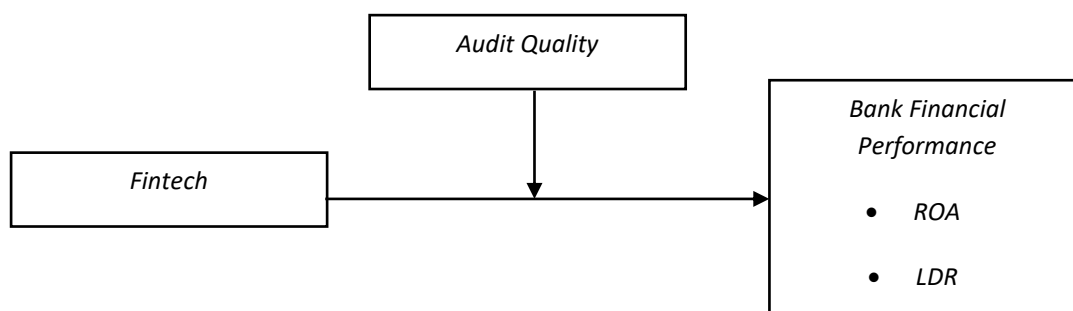 Audit Quality
Bank Financial
Performance
Fintech
• ROA
• LDR